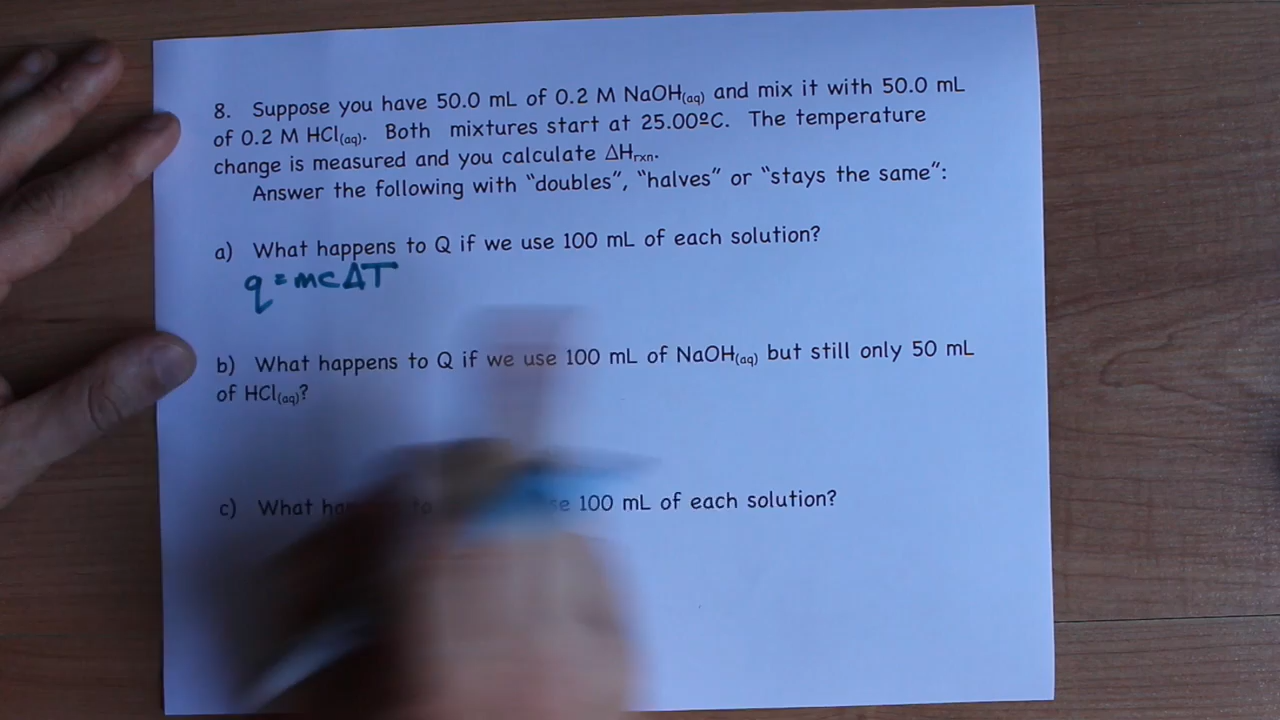 8. Suppose you have 50.0 mL of 0.2 M NaOH(aq) and mix it with 50.0 mL
of 0.2 M HCl(aq). Both mixtures start at 25.00ºC. The temperature
change is measured and you calculate ΔHrxn.
Answer the following with “doubles”, “halves” or “stays the same”:
a) What happens to Q if we use 100 mL of each solution?
q = mcΔT
b) What happens to Q if we use 100 mL of NaOH(aq) but still only 50 mL
of HCl(aq)?
c) What 100 mL of each solution?